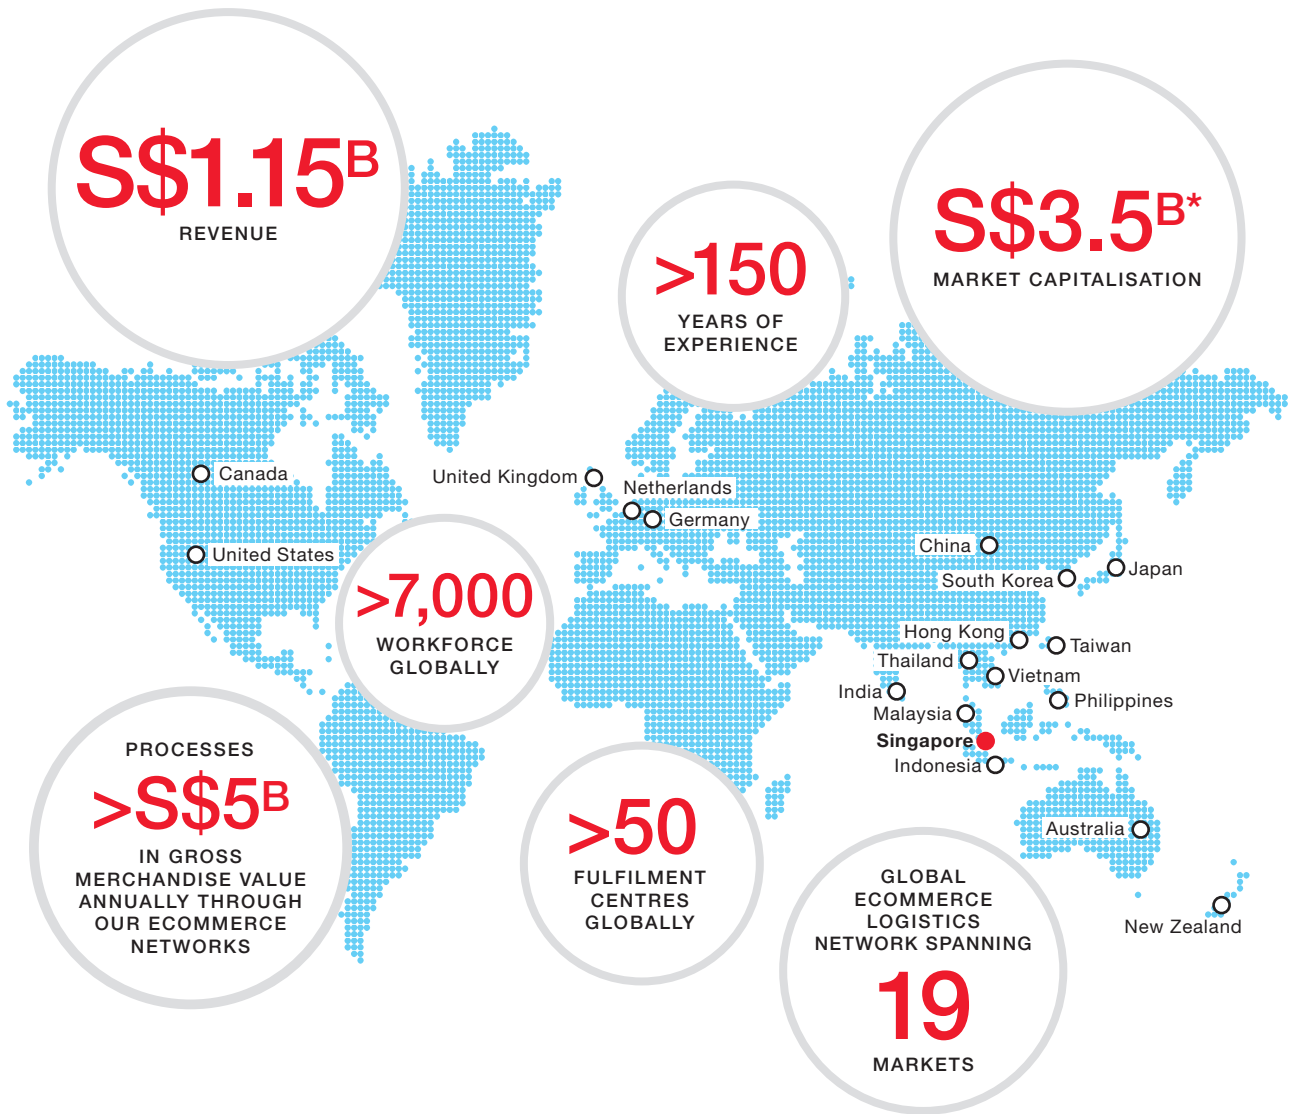 S$1.15B
REVENUE
S$3.5B*
MARKET CAPITALISATION
>150
YEARS OF
EXPERIENCE
Canada
United States
United Kingdom
Netherlands
Germany
China
South Korea
Japan
Hong Kong
Taiwan
Thailand
Vietnam
India
Philippines
Malaysia
Singapore
Indonesia
Australia
New Zealand
>7,000
WORKFORCE
GLOBALLY
PROCESSES
>S$5B
IN GROSS
MERCHANDISE VALUE
ANNUALLY THROUGH
OUR ECOMMERCE
NETWORKS
>50
FULFILMENT
CENTRES
GLOBALLY
GLOBAL
ECOMMERCE
LOGISTICS
NETWORK SPANNING
19
MARKETS